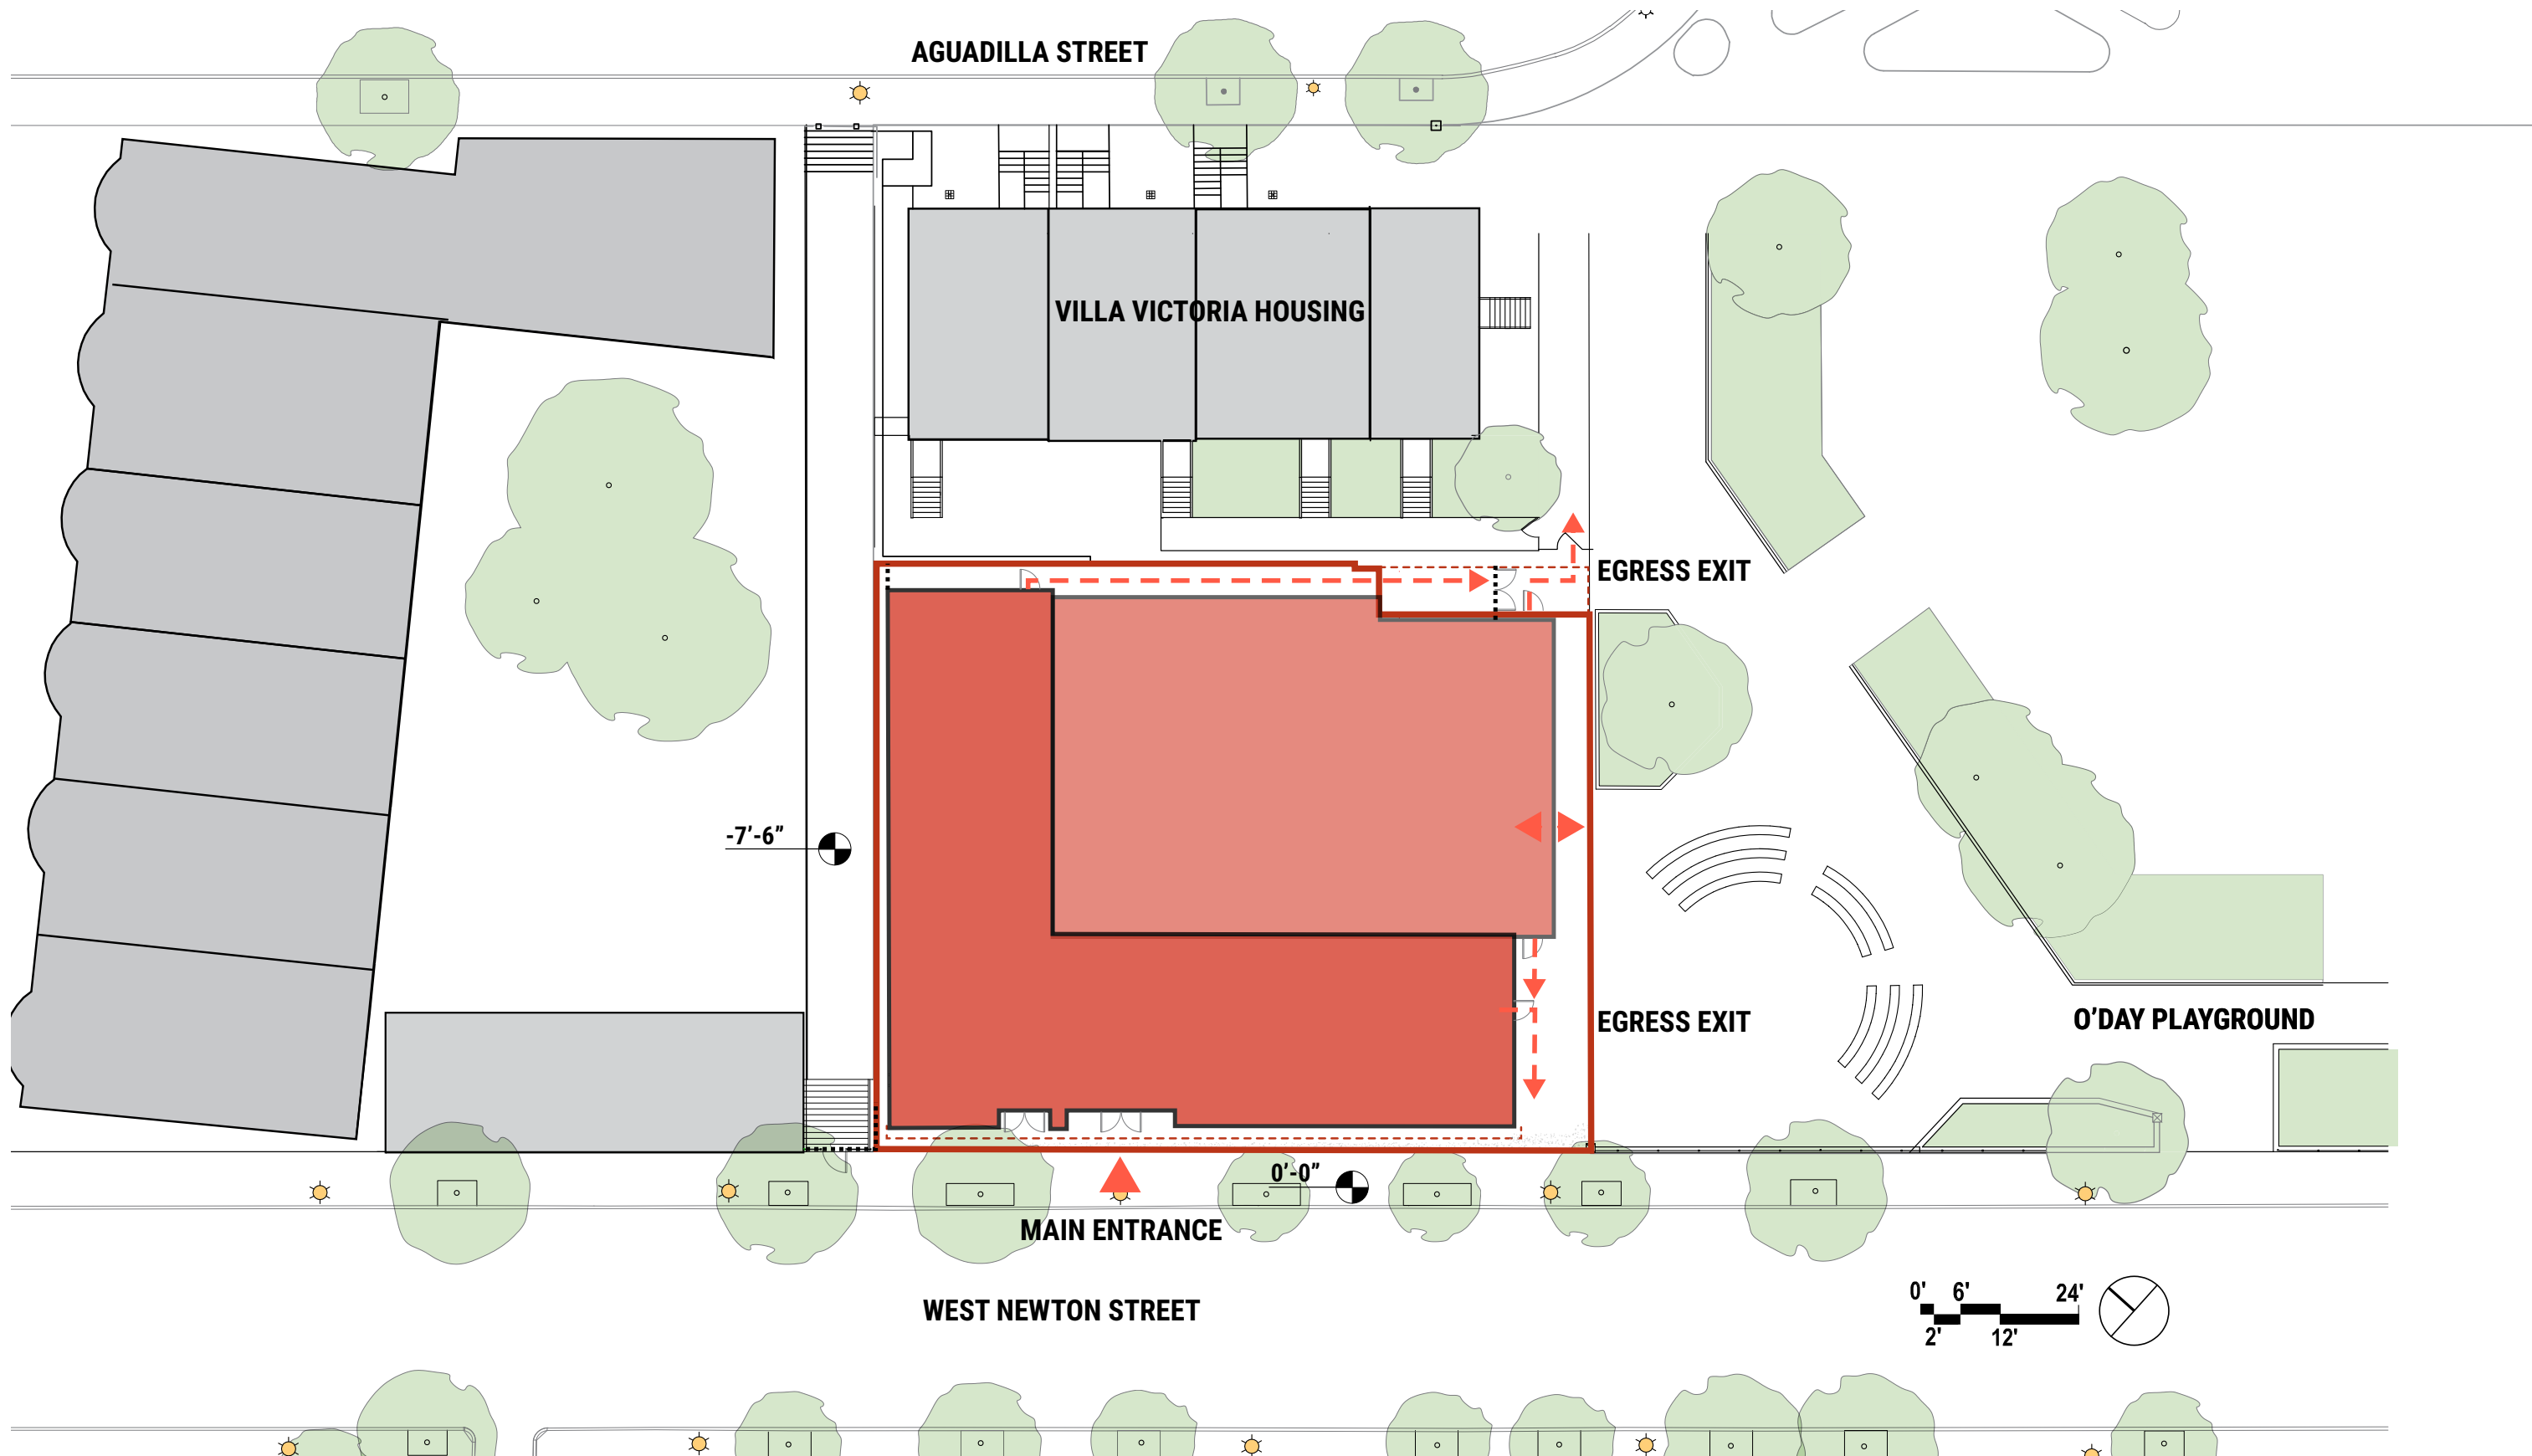 AGUADILLA STREET
VILLA VICTORIA HOUSING
EGRESS EXIT
-7’-6”
EGRESS EXIT
O’DAY PLAYGROUND
0’-0”
MAIN ENTRANCE
WEST NEWTON STREET
0' 6' 24'
2' 12'